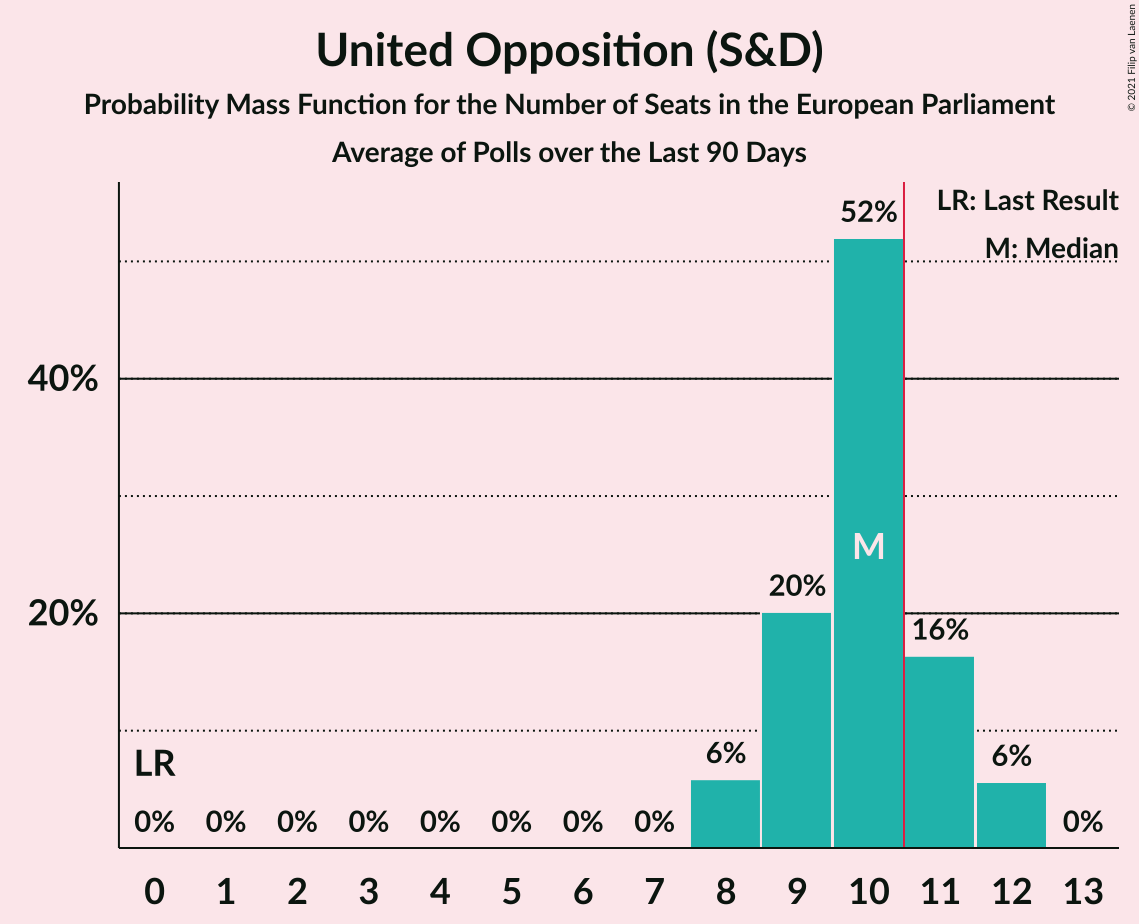 United Opposition (S&D)
Probability Mass Function for the Number of Seats in the European Parliament
Average of Polls over the Last 90 Days
© 2021 Filip van Laenen
LR: Last Result
M: Median
52%
40%
M
20%
20%
16%
LR
6%
6%
0% 0% 0% 0% 0% 0% 0% 0% 0%
0 1 2 3 4 5 6 7 8 9 10 11 12 13